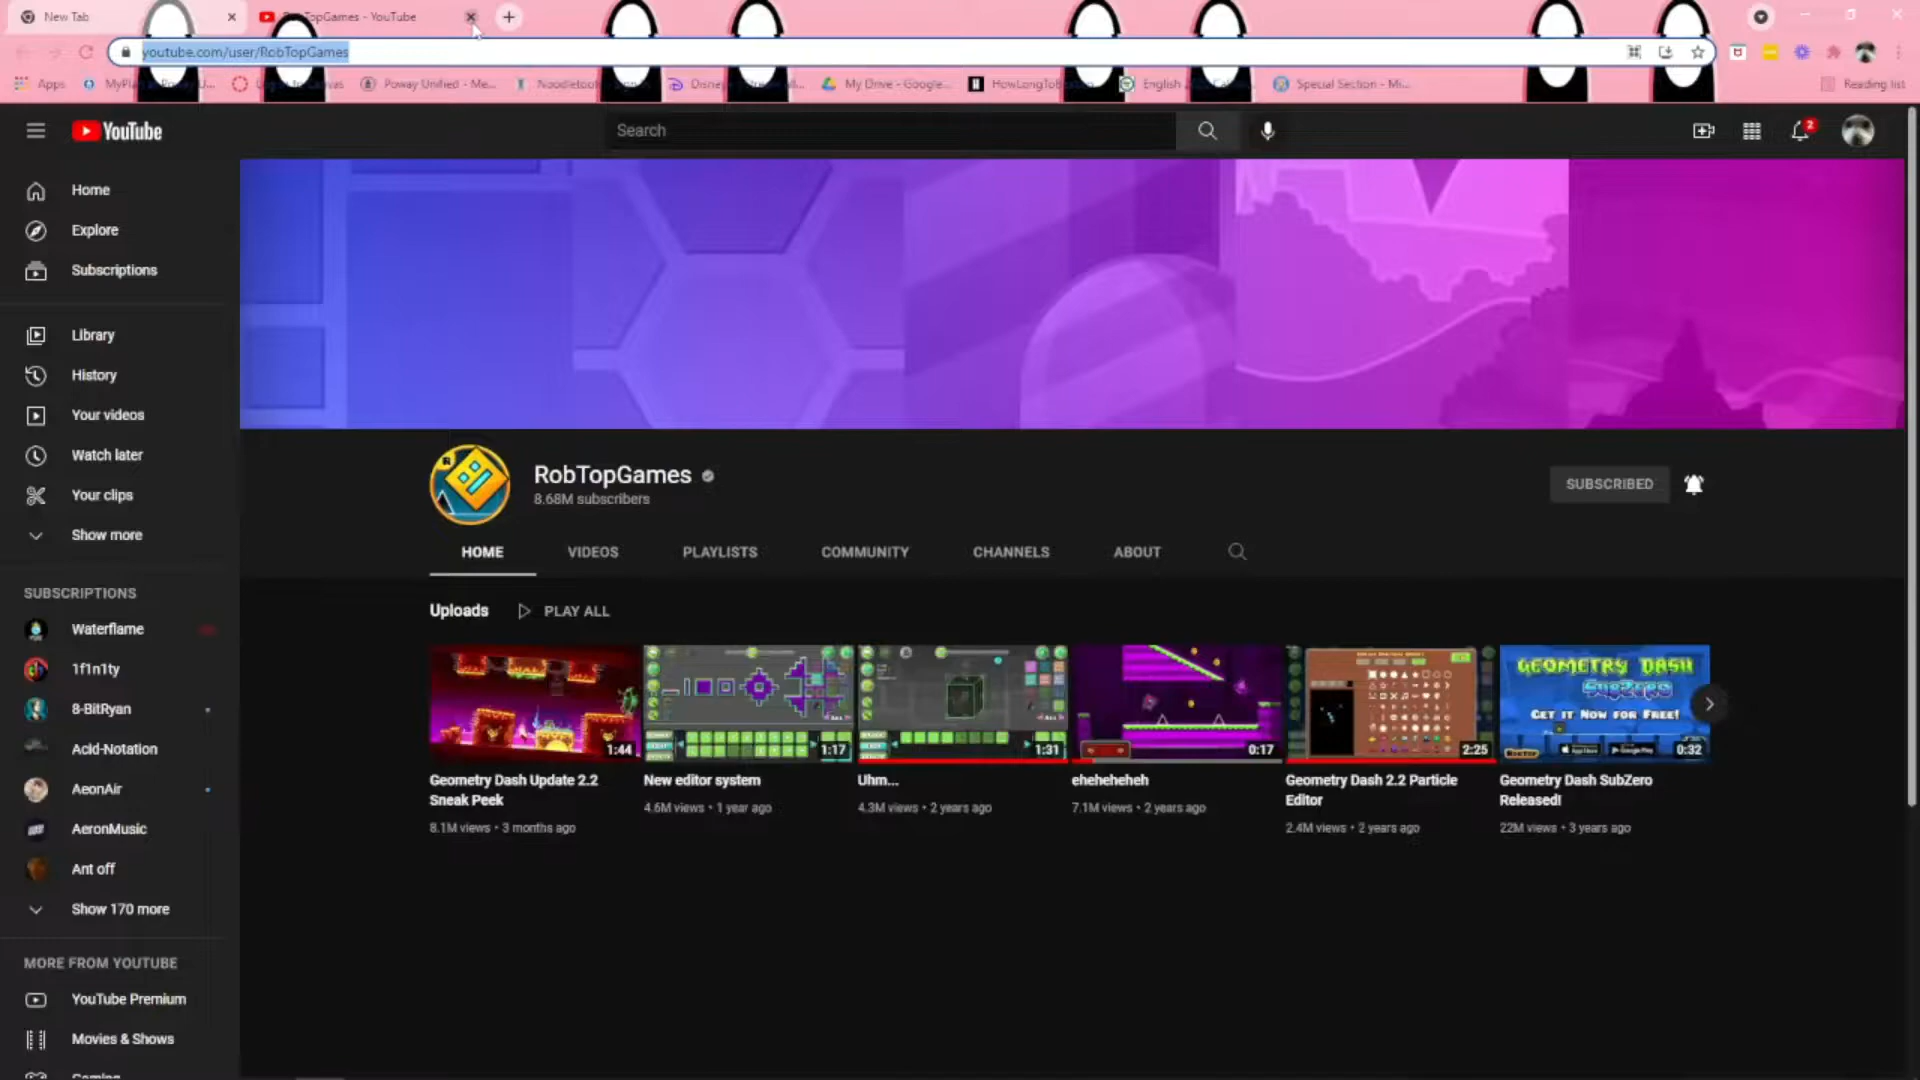 New Tab
TopGames - YouTube
youtube.com/user/RobTopGames
Apps
Poway Unified - Me...
My Drive - Google...
English
Special Section - Mi...
Reading list
YouTube
Search
2
Home
Explore
Subscriptions
Library
History
Your videos
Watch later
Your clips
Show more
SUBSCRIPTIONS
Waterflame
1f1n1ty
8-BitRyan
Acid-Notation
AeonAir
AeronMusic
Ant off
Show 170 more
MORE FROM YOUTUBE
YouTube Premium
Movies & Shows
Gaming
RobTopGames
8.68M subscribers
SUBSCRIBED
HOME
VIDEOS
PLAYLISTS
COMMUNITY
CHANNELS
ABOUT
Uploads
PLAY ALL
1:44
Geometry Dash Update 2.2
Sneak Peek
8.1M views • 3 months ago
1:17
New editor system
4.6M views • 1 year ago
1:31
Uhm...
4.3M views • 2 years ago
0:17
eheheheheh
7.1M views • 2 years ago
2:25
Geometry Dash 2.2 Particle
Editor
2.4M views • 2 years ago
GEOMETRY DASH
SUBZERO
GET IT NOW FOR FREE!
0:32
Geometry Dash SubZero
Released!
22M views • 3 years ago